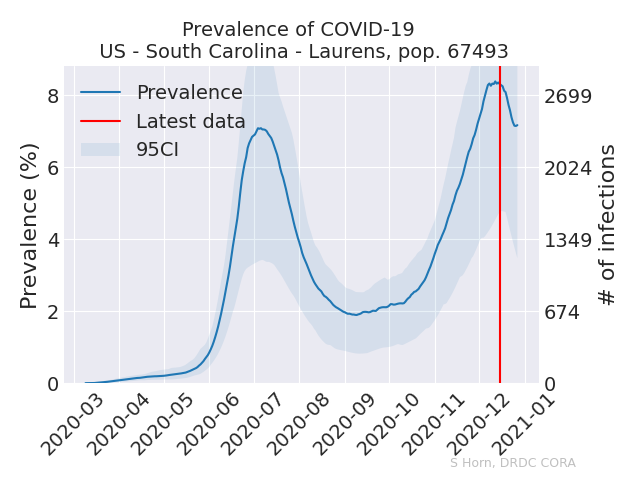 Prevalence of COVID-19
US - South Carolina - Laurens, pop. 67493
Prevalence
Latest data
95CI
Prevalence (%)
8
6
4
2
0
2699
2024
1349
674
0
# of infections
2020-03
2020-04
2020-05
2020-06
2020-07
2020-08
2020-09
2020-10
2020-11
2020-12
2021-01
S Horn, DRDC CORA